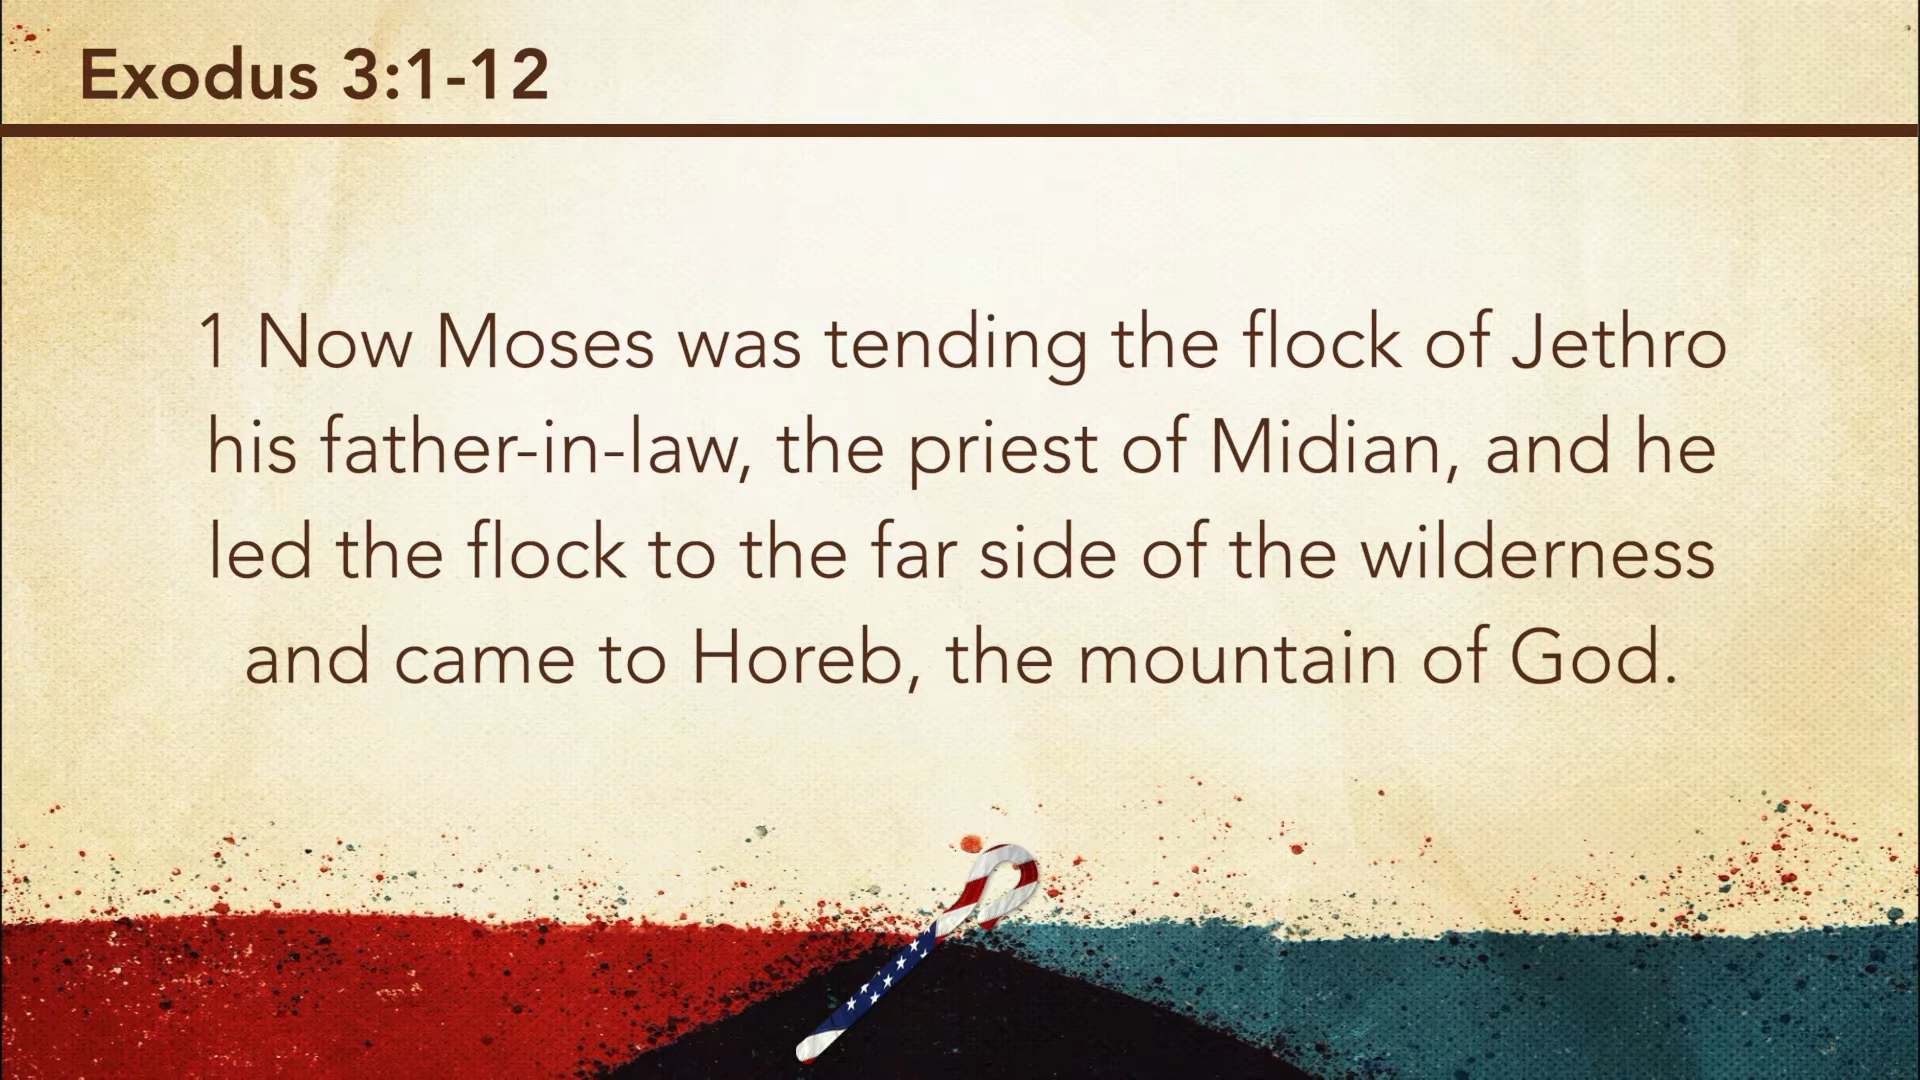 Exodus 3:1-12
1 Now Moses was tending the flock of Jethro
his father-in-law, the priest of Midian, and he
led the flock to the far side of the wilderness
and came to Horeb, the mountain of God.